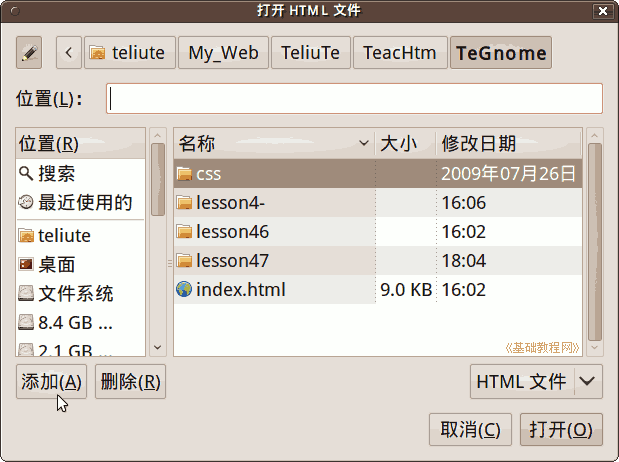 打开 HTML 文件
teliute My_Web TeliuTe TeacHtm TeGnome
位置(L):
位置(R) 名称 大小 修改日期
搜索 css 2009年07月26日
最近使用的 lesson4- 16:06
teliute lesson46 16:02
桌面 lesson47 18:04
文件系统 index.html 9.0 KB 16:02
8.4 GB ...
2.1 GB ...
《基础教程网》
添加(A) 删除(R) HTML 文件
取消(C) 打开(O)